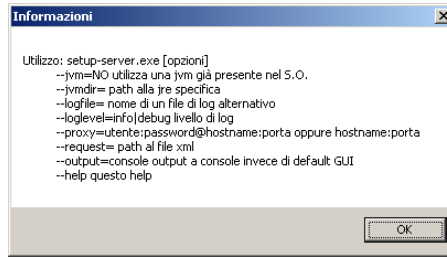 Informazioni
Utilizzo: setup-server.exe [opzioni]
--jvm=NO utilizza una jvm già presente nel S.O.
--jvmdir= path alla jre specifica
--logfile= nome di un file di log alternativo
--loglevel=info|debug livello di log
--proxy=utente:password@hostname:porta oppure hostname:porta
--request= path al file xml
--output=console output a console invece di default GUI
--help questo help
OK